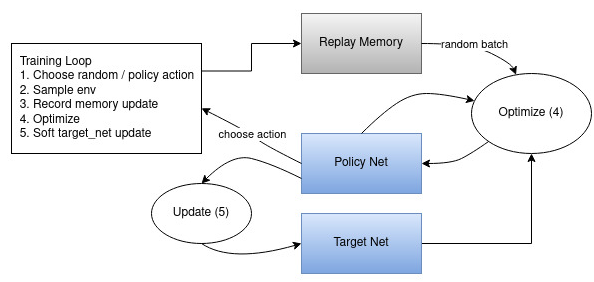 Training Loop
1. Choose random / policy action
2. Sample env
3. Record memory update
4. Optimize
5. Soft target_net update
Replay Memory
random batch
Optimize (4)
choose action
Policy Net
Update (5)
Target Net